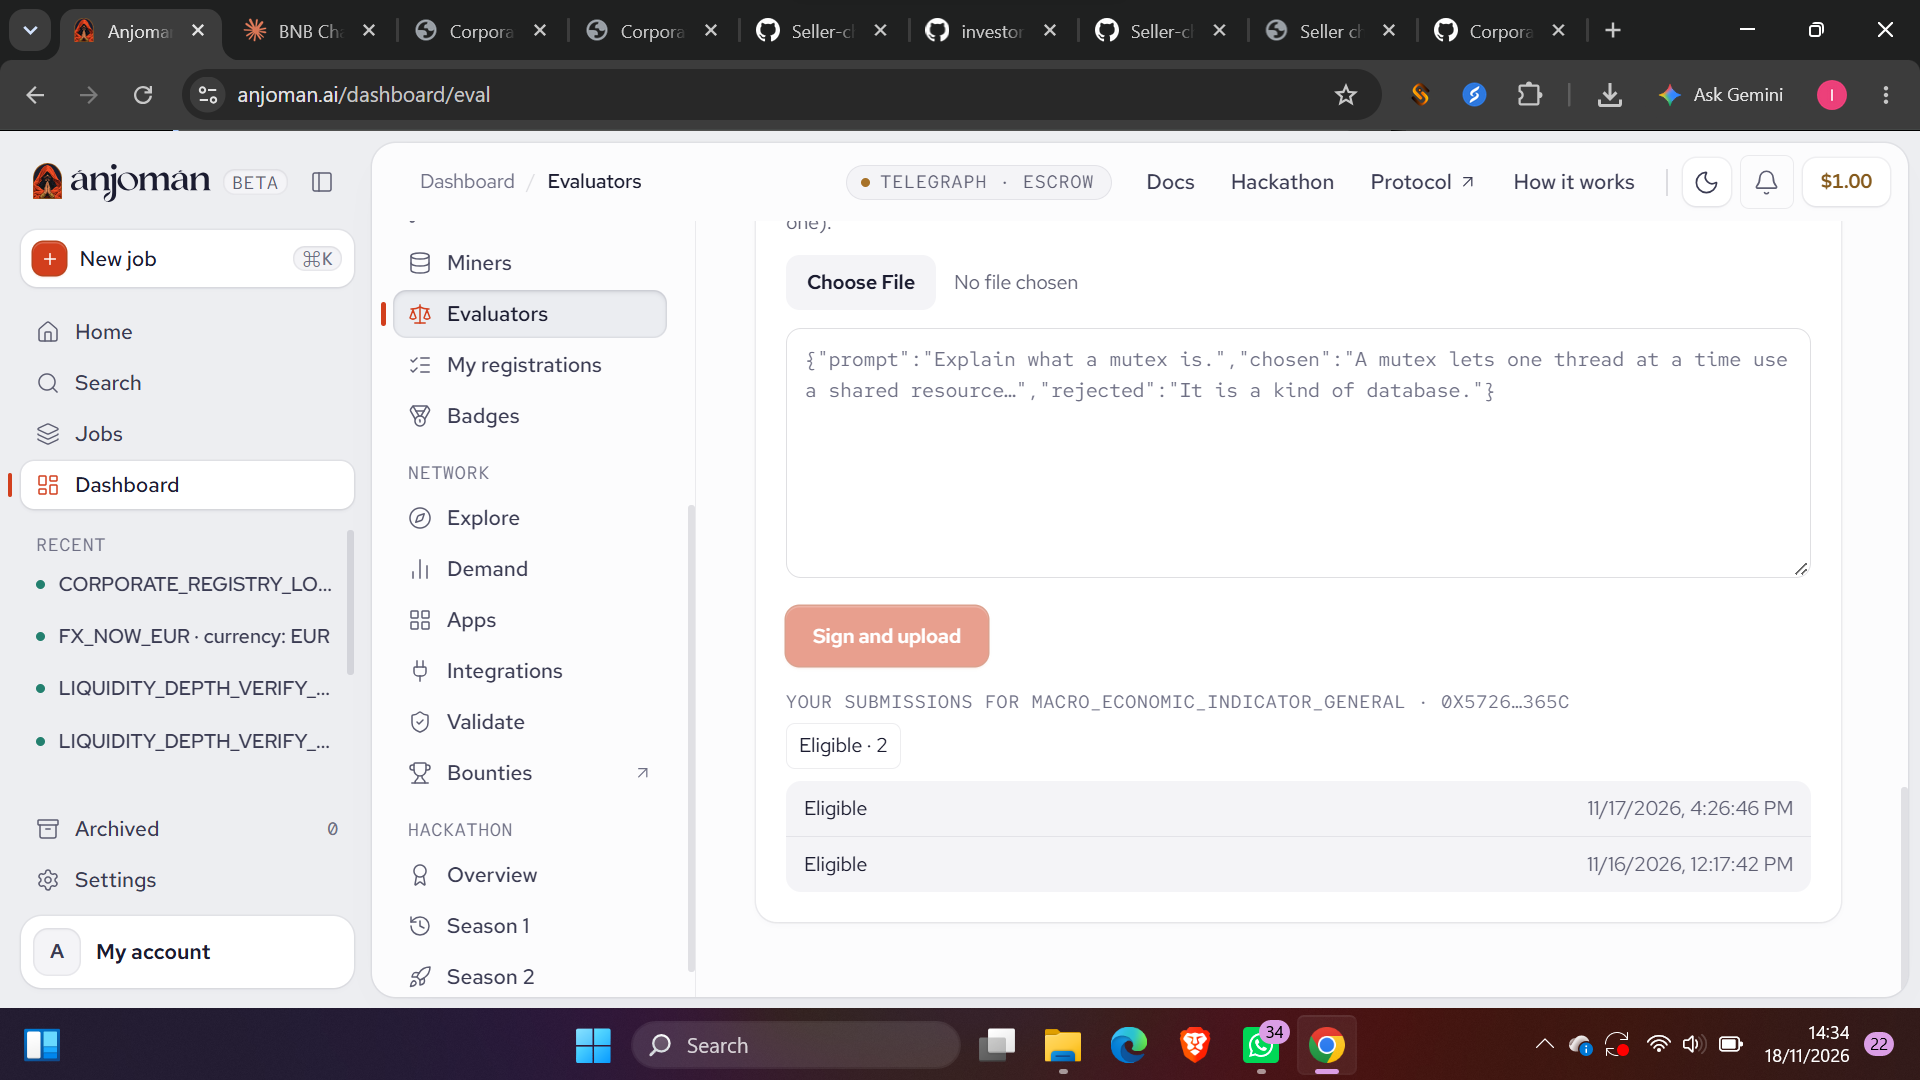 Anjoma
BNB Cha
Corpora
Corpora
Seller-cl
investor
Seller-cl
Seller ch
Corpora
anjoman.ai/dashboard/eval
Ask Gemini
I
anjoman
BETA
New job
⌘K
Home
Search
Jobs
Dashboard
RECENT
CORPORATE_REGISTRY_LO...
FX_NOW_EUR · currency: EUR
LIQUIDITY_DEPTH_VERIFY_...
LIQUIDITY_DEPTH_VERIFY_...
Archived
0
Settings
A
My account
Dashboard / Evaluators
TELEGRAPH · ESCROW
Docs
Hackathon
Protocol
How it works
$1.00
Miners
Evaluators
My registrations
Badges
NETWORK
Explore
Demand
Apps
Integrations
Validate
Bounties
HACKATHON
Overview
Season 1
Season 2
one).
Choose File
No file chosen
{"prompt":"Explain what a mutex is.","chosen":"A mutex lets one thread at a time use
a shared resource…","rejected":"It is a kind of database."}
Sign and upload
YOUR SUBMISSIONS FOR MACRO_ECONOMIC_INDICATOR_GENERAL · 0X5726…365C
Eligible · 2
Eligible
11/17/2026, 4:26:46 PM
Eligible
11/16/2026, 12:17:42 PM
Search
34
14:34
18/11/2026
22